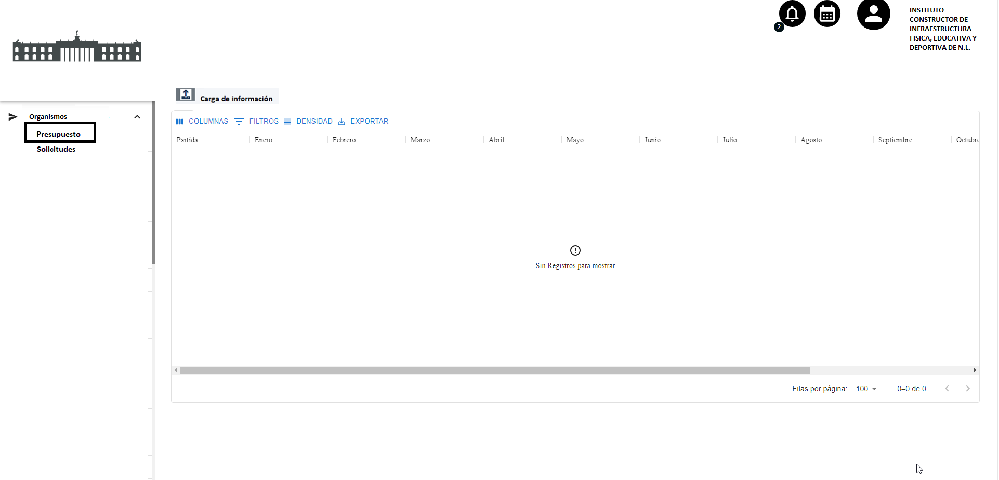 2
INSTITUTO
CONSTRUCTOR DE
INFRAESTRUCTURA
FISICA, EDUCATIVA Y
DEPORTIVA DE N.L.
Organismos
Presupuesto
Solicitudes
Carga de información
COLUMNAS FILTROS DENSIDAD EXPORTAR
Partida Enero Febrero Marzo Abril Mayo Junio Julio Agosto Septiembre Octubre
Sin Registros para mostrar
Filas por página: 100 0–0 de 0